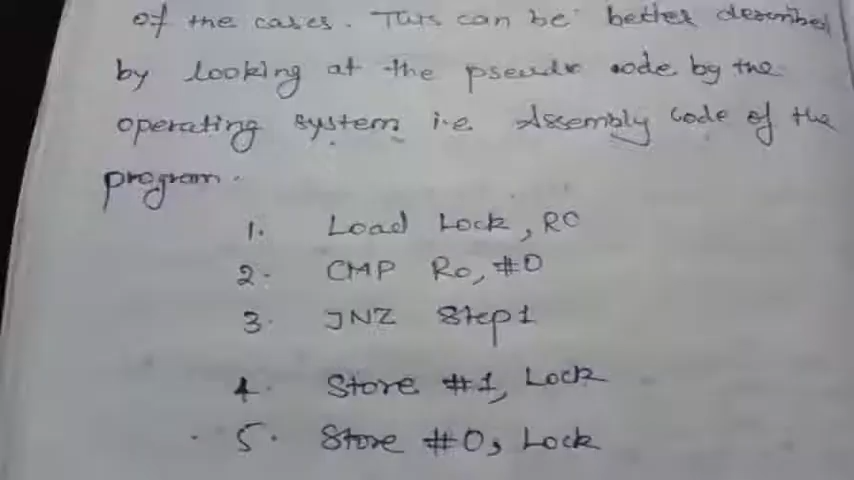 of the cases. This can be better described
by looking at the pseudo code by the
operating system i.e. Assembly code of the
program.
1. Load Lock, R0
2. CMP R0, #0
3. JNZ Step1
4. Store #1, Lock
5. Store #0, Lock